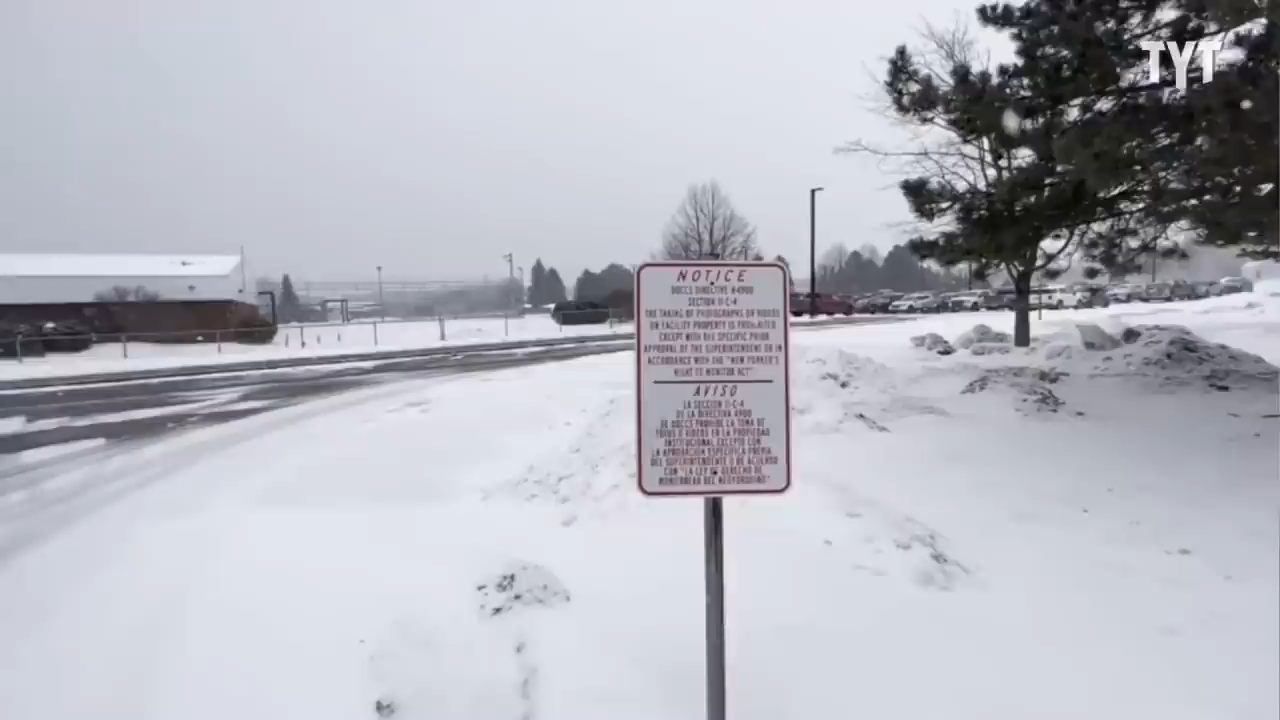 TYT
NOTICE
DOCCS DIRECTIVE #4900
SECTION II-C-4
THE TAKING OF PHOTOGRAPHS OR VIDEOS
ON FACILITY PROPERTY IS PROHIBITED
EXCEPT WITH THE SPECIFIC PRIOR
APPROVAL OF THE SUPERINTENDENT OR IN
ACCORDANCE WITH THE "NEW YORKER'S
RIGHT TO MONITOR ACT"
AVISO
LA SECCION II-C-4
DE LA DIRECTIVA 4900
DE DOCCS PROHIBE LA TOMA DE
FOTOS O VIDEOS EN LA PROPIEDAD
INSTITUCIONAL EXCEPTO CON
LA APROBACION ESPECIFICA PREVIA
DEL SUPERINTENDENTE O DE ACUERDO
CON "LA LEY DE DERECHO DE
MONITOREAR DEL NEOYORQUINO"